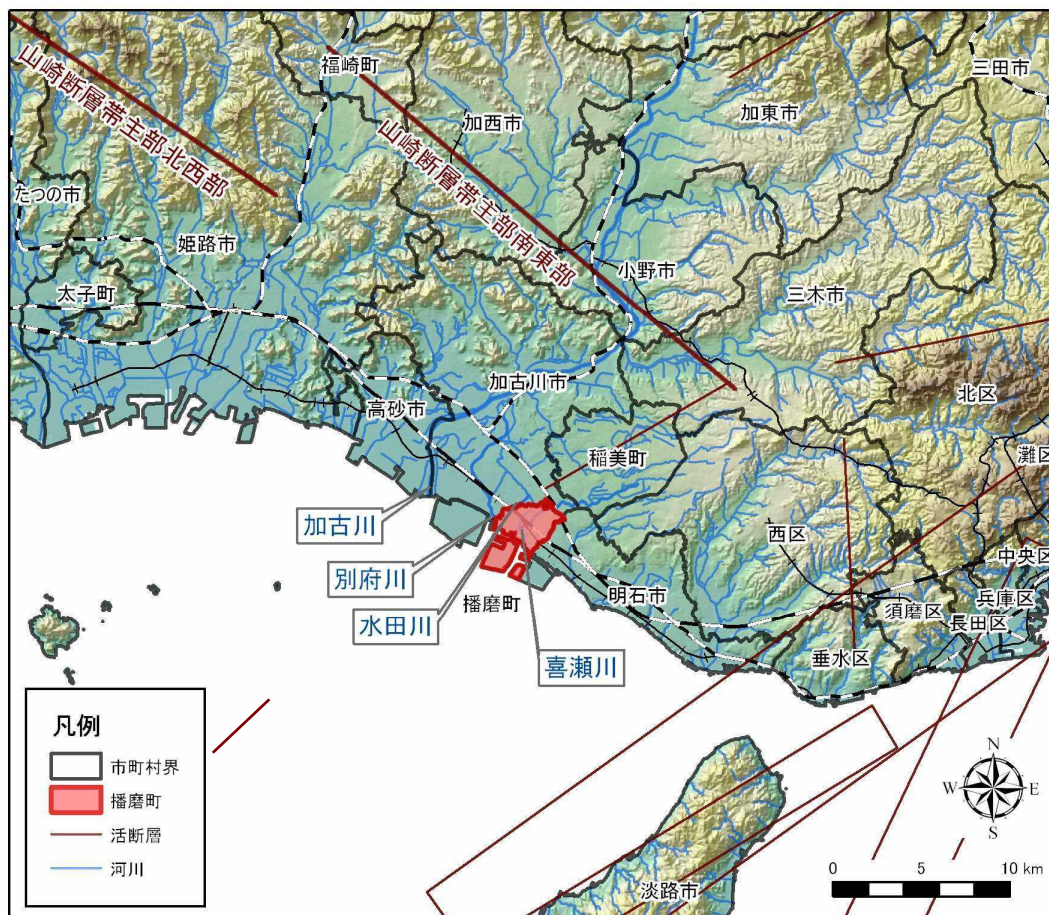 福崎町
三田市
山崎断層帯主部北西部
加西市
加東市
山崎断層帯主部南東部
たつの市
姫路市
小野市
太子町
三木市
加古川市
北区
高砂市
稲美町
灘区
加古川
西区
中央区
別府川
播磨町
明石市
兵庫区
須磨区
長田区
水田川
垂水区
喜瀬川
凡例
市町村界
播磨町
活断層
河川
N
W
E
S
淡路市
0
10 km